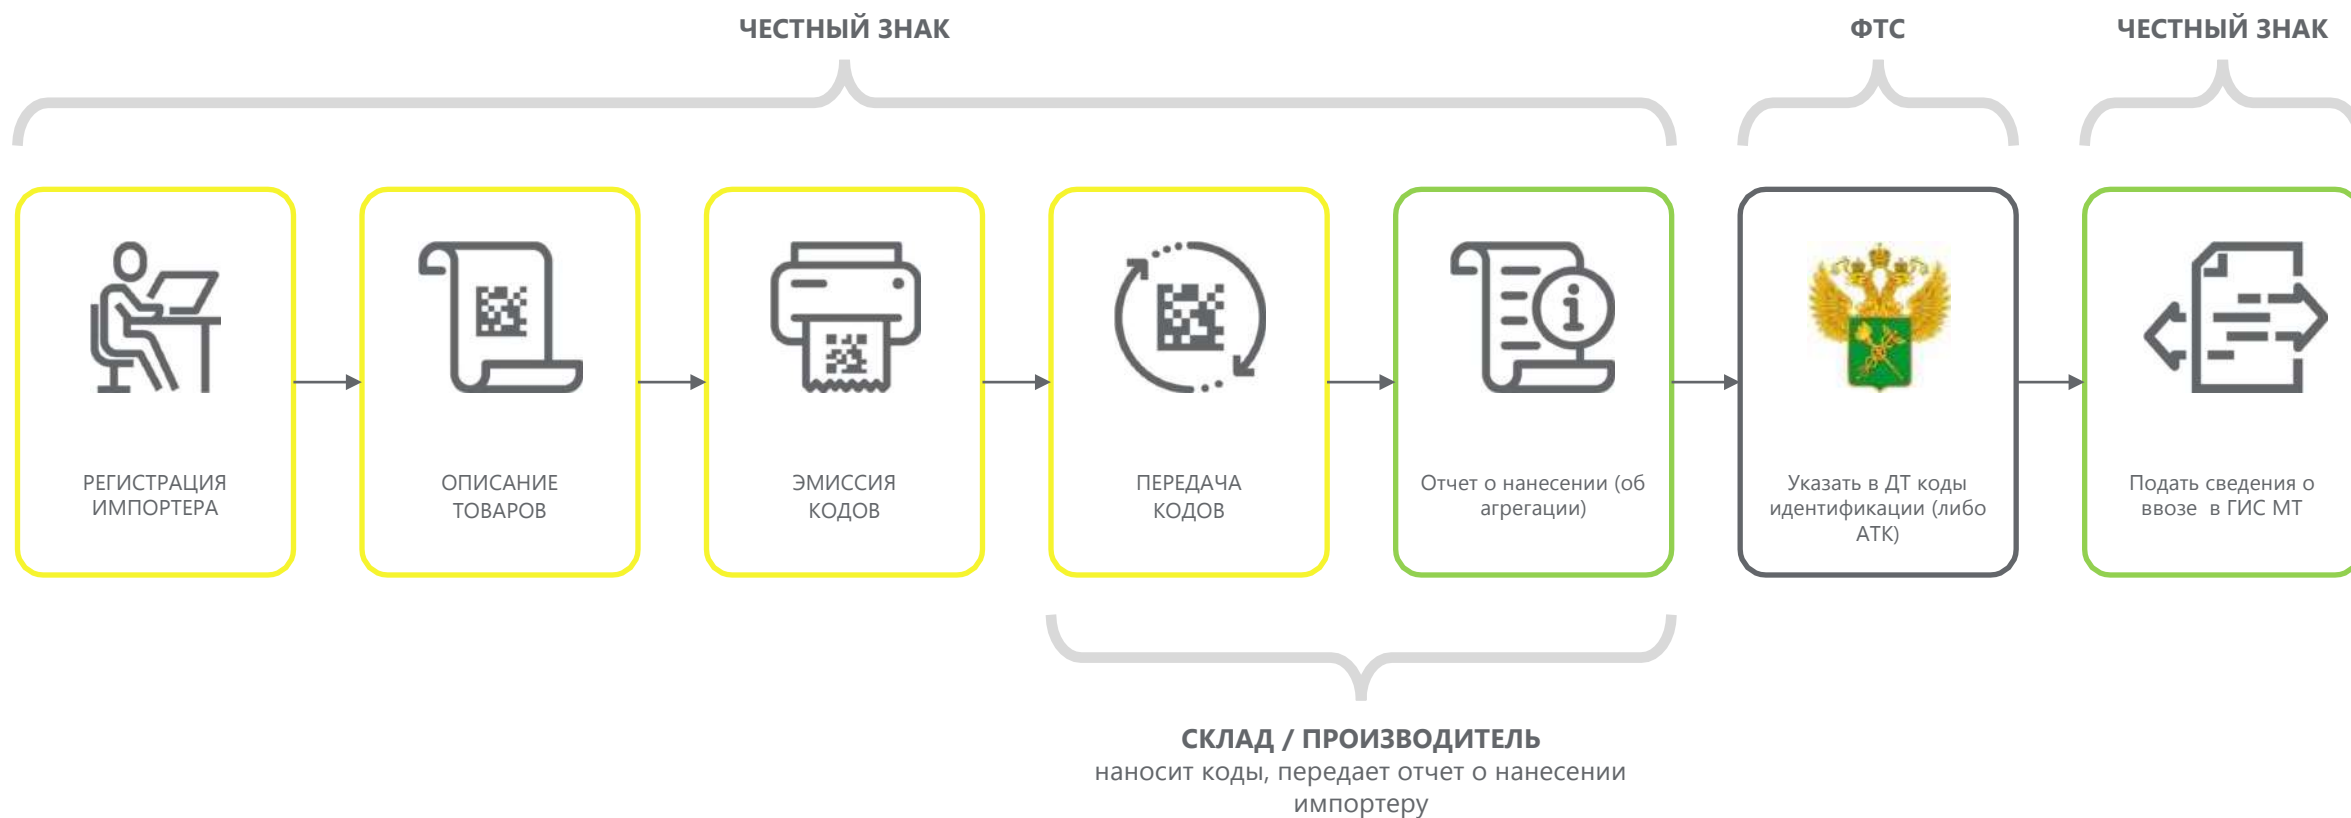 ЧЕСТНЫЙ ЗНАК
ФТС
ЧЕСТНЫЙ ЗНАК
РЕГИСТРАЦИЯ
ИМПОРТЕРА
ОПИСАНИЕ
ТОВАРОВ
ЭМИССИЯ
КОДОВ
ПЕРЕДАЧА
КОДОВ
Отчет о нанесении (об
агрегации)
Указать в ДТ коды
идентификации (либо
АТК)
Подать сведения о
ввозе в ГИС МТ
СКЛАД / ПРОИЗВОДИТЕЛЬ
наносит коды, передает отчет о нанесении
импортеру